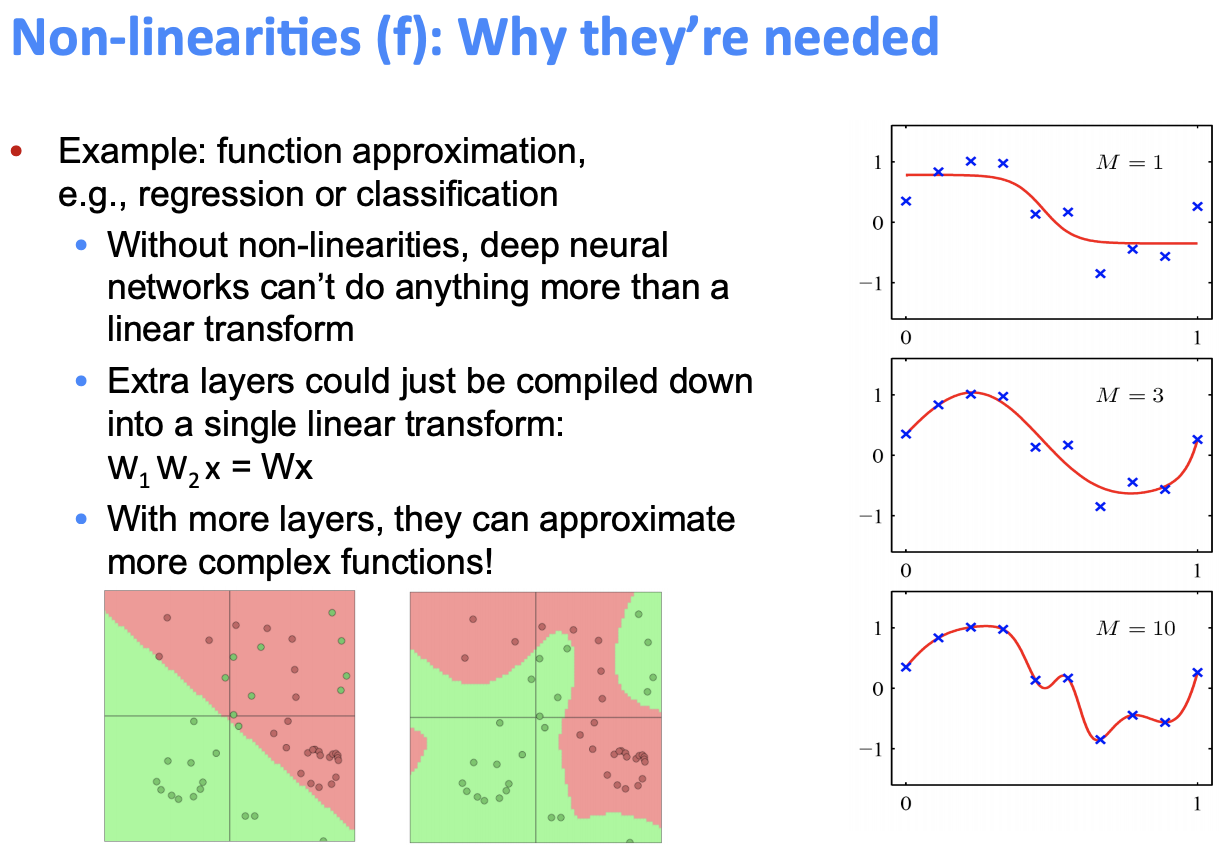 Non-linearities (f): Why they're needed
• Example: function approximation,
e.g., regression or classification
• Without non-linearities, deep neural
networks can't do anything more than a
linear transform
• Extra layers could just be compiled down
into a single linear transform:
W₁ W₂ x = Wx
• With more layers, they can approximate
more complex functions!
M = 1
1
0
−1
0 1
M = 3
1
0
−1
0 1
M = 10
1
0
−1
0 1